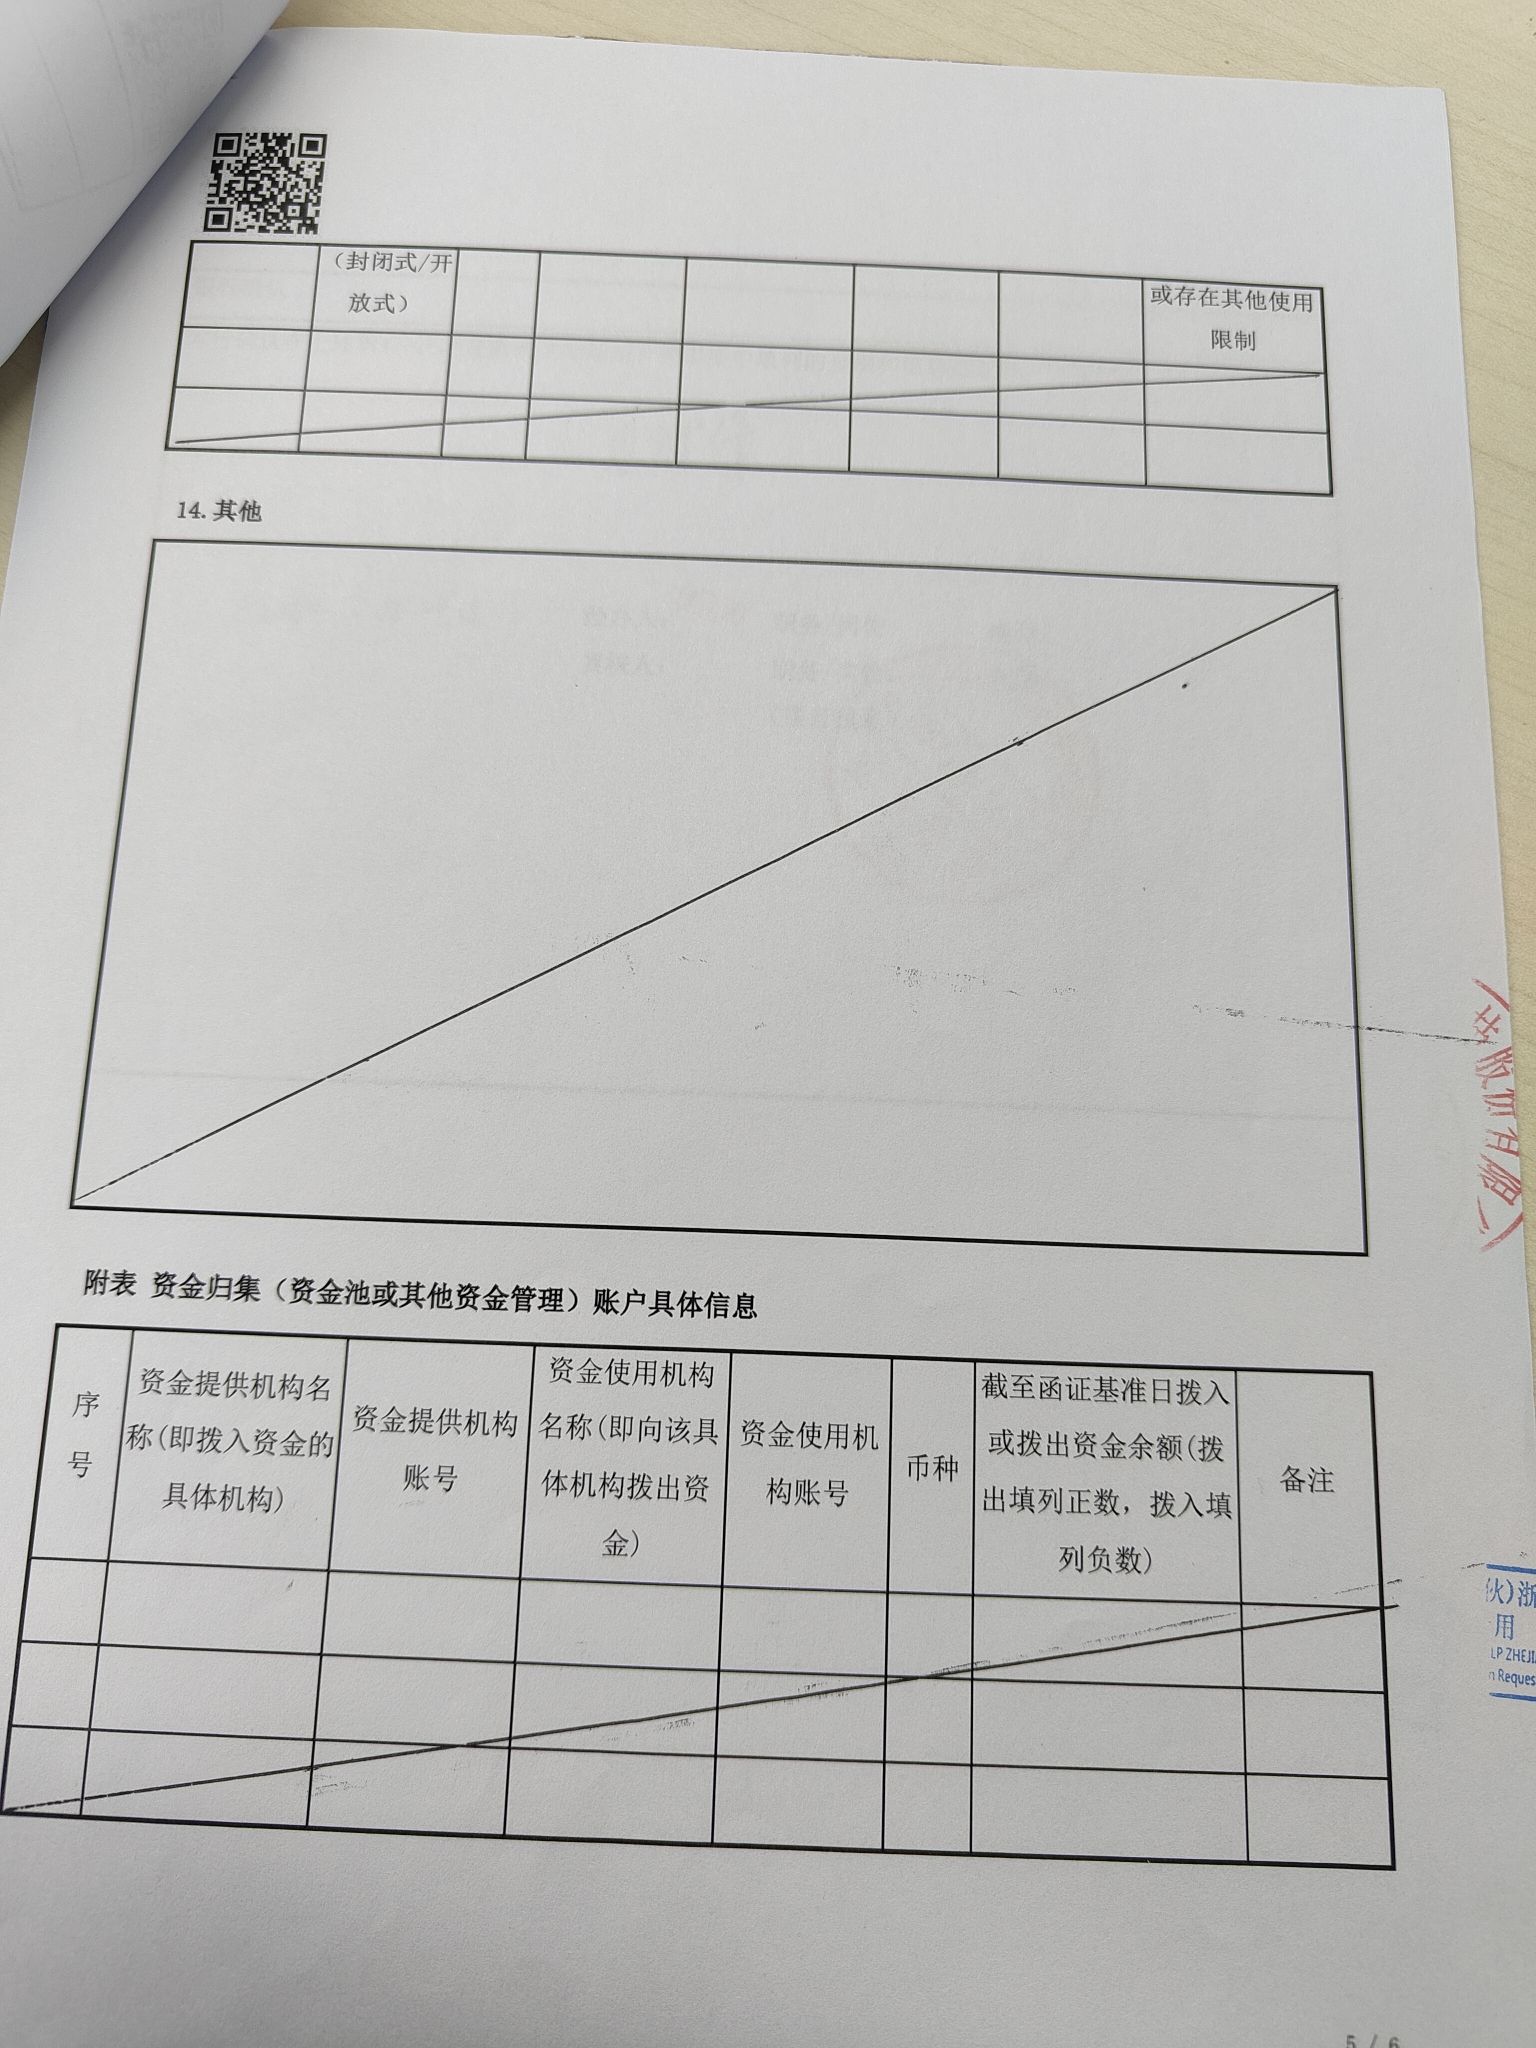 （封闭式/开
放式）
或存在其他使用
限制
14.其他
附表 资金归集（资金池或其他资金管理）账户具体信息
序
号
资金提供机构名
称(即拨入资金的
具体机构)
资金提供机构
账号
资金使用机构
名称(即向该具
体机构拨出资
金)
资金使用机
构账号
币种
截至函证基准日拨入
或拨出资金余额(拨
出填列正数，拨入填
列负数)
备注
股份有限
伙)浙
用
LP ZHEJI
n Reques
5 / 6